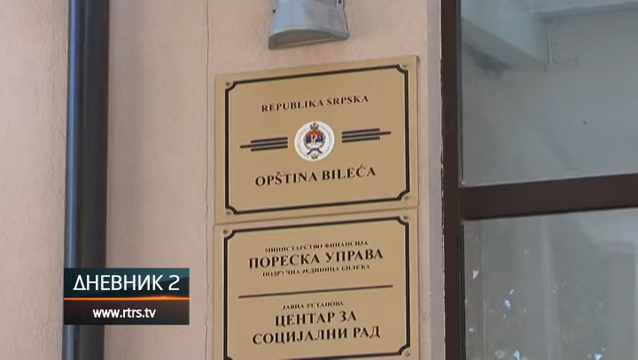 REPUBLIKA SRPSKA
OPŠTINA BILEĆA
МИНИСТАРСТВО ФИНАНСИЈА
ПОРЕСКА УПРАВА
ПОДРУЧНА ЈЕДИНИЦА БИЛЕЋА
ЈАВНА УСТАНОВА
ЦЕНТАР ЗА
СОЦИЈАЛНИ РАД
ДНЕВНИК 2
www.rtrs.tv